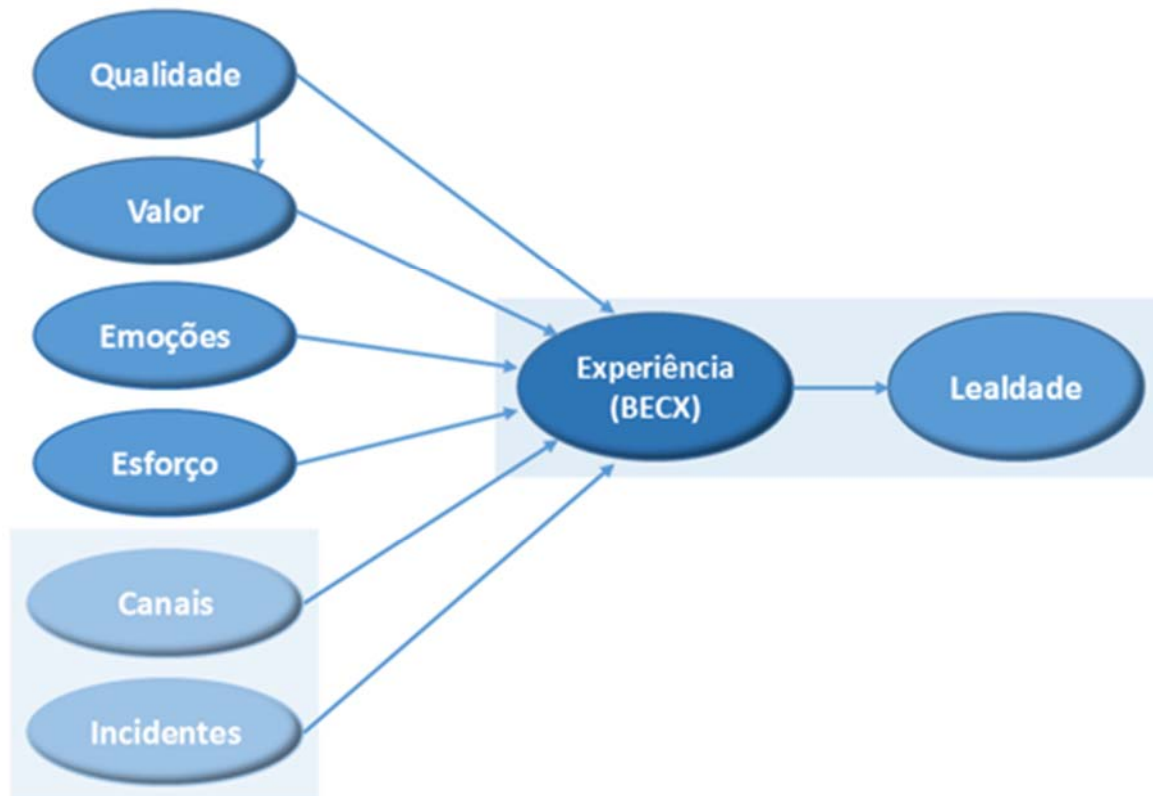 Qualidade
Valor
Emoções
Esforço
Canais
Incidentes
Experiência
(BECX)
Lealdade